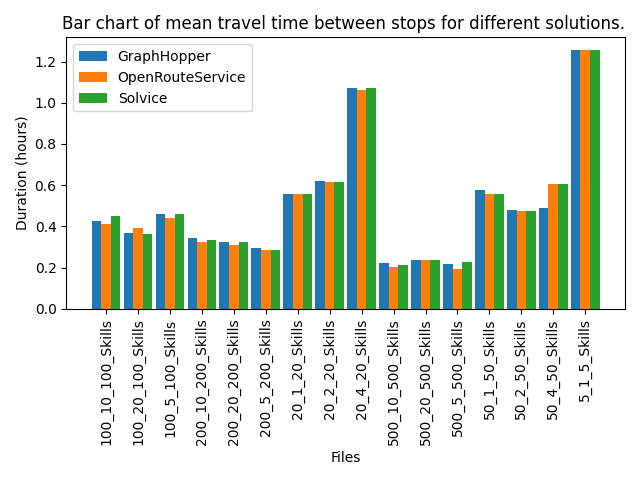 Bar chart of mean travel time between stops for different solutions.
GraphHopper
OpenRouteService
Solvice
Duration (hours)
1.2
1.0
0.8
0.6
0.4
0.2
0.0
100_10_100_Skills
100_20_100_Skills
100_5_100_Skills
200_10_200_Skills
200_20_200_Skills
200_5_200_Skills
20_1_20_Skills
20_2_20_Skills
20_4_20_Skills
500_10_500_Skills
500_20_500_Skills
500_5_500_Skills
50_1_50_Skills
50_2_50_Skills
50_4_50_Skills
5_1_5_Skills
Files